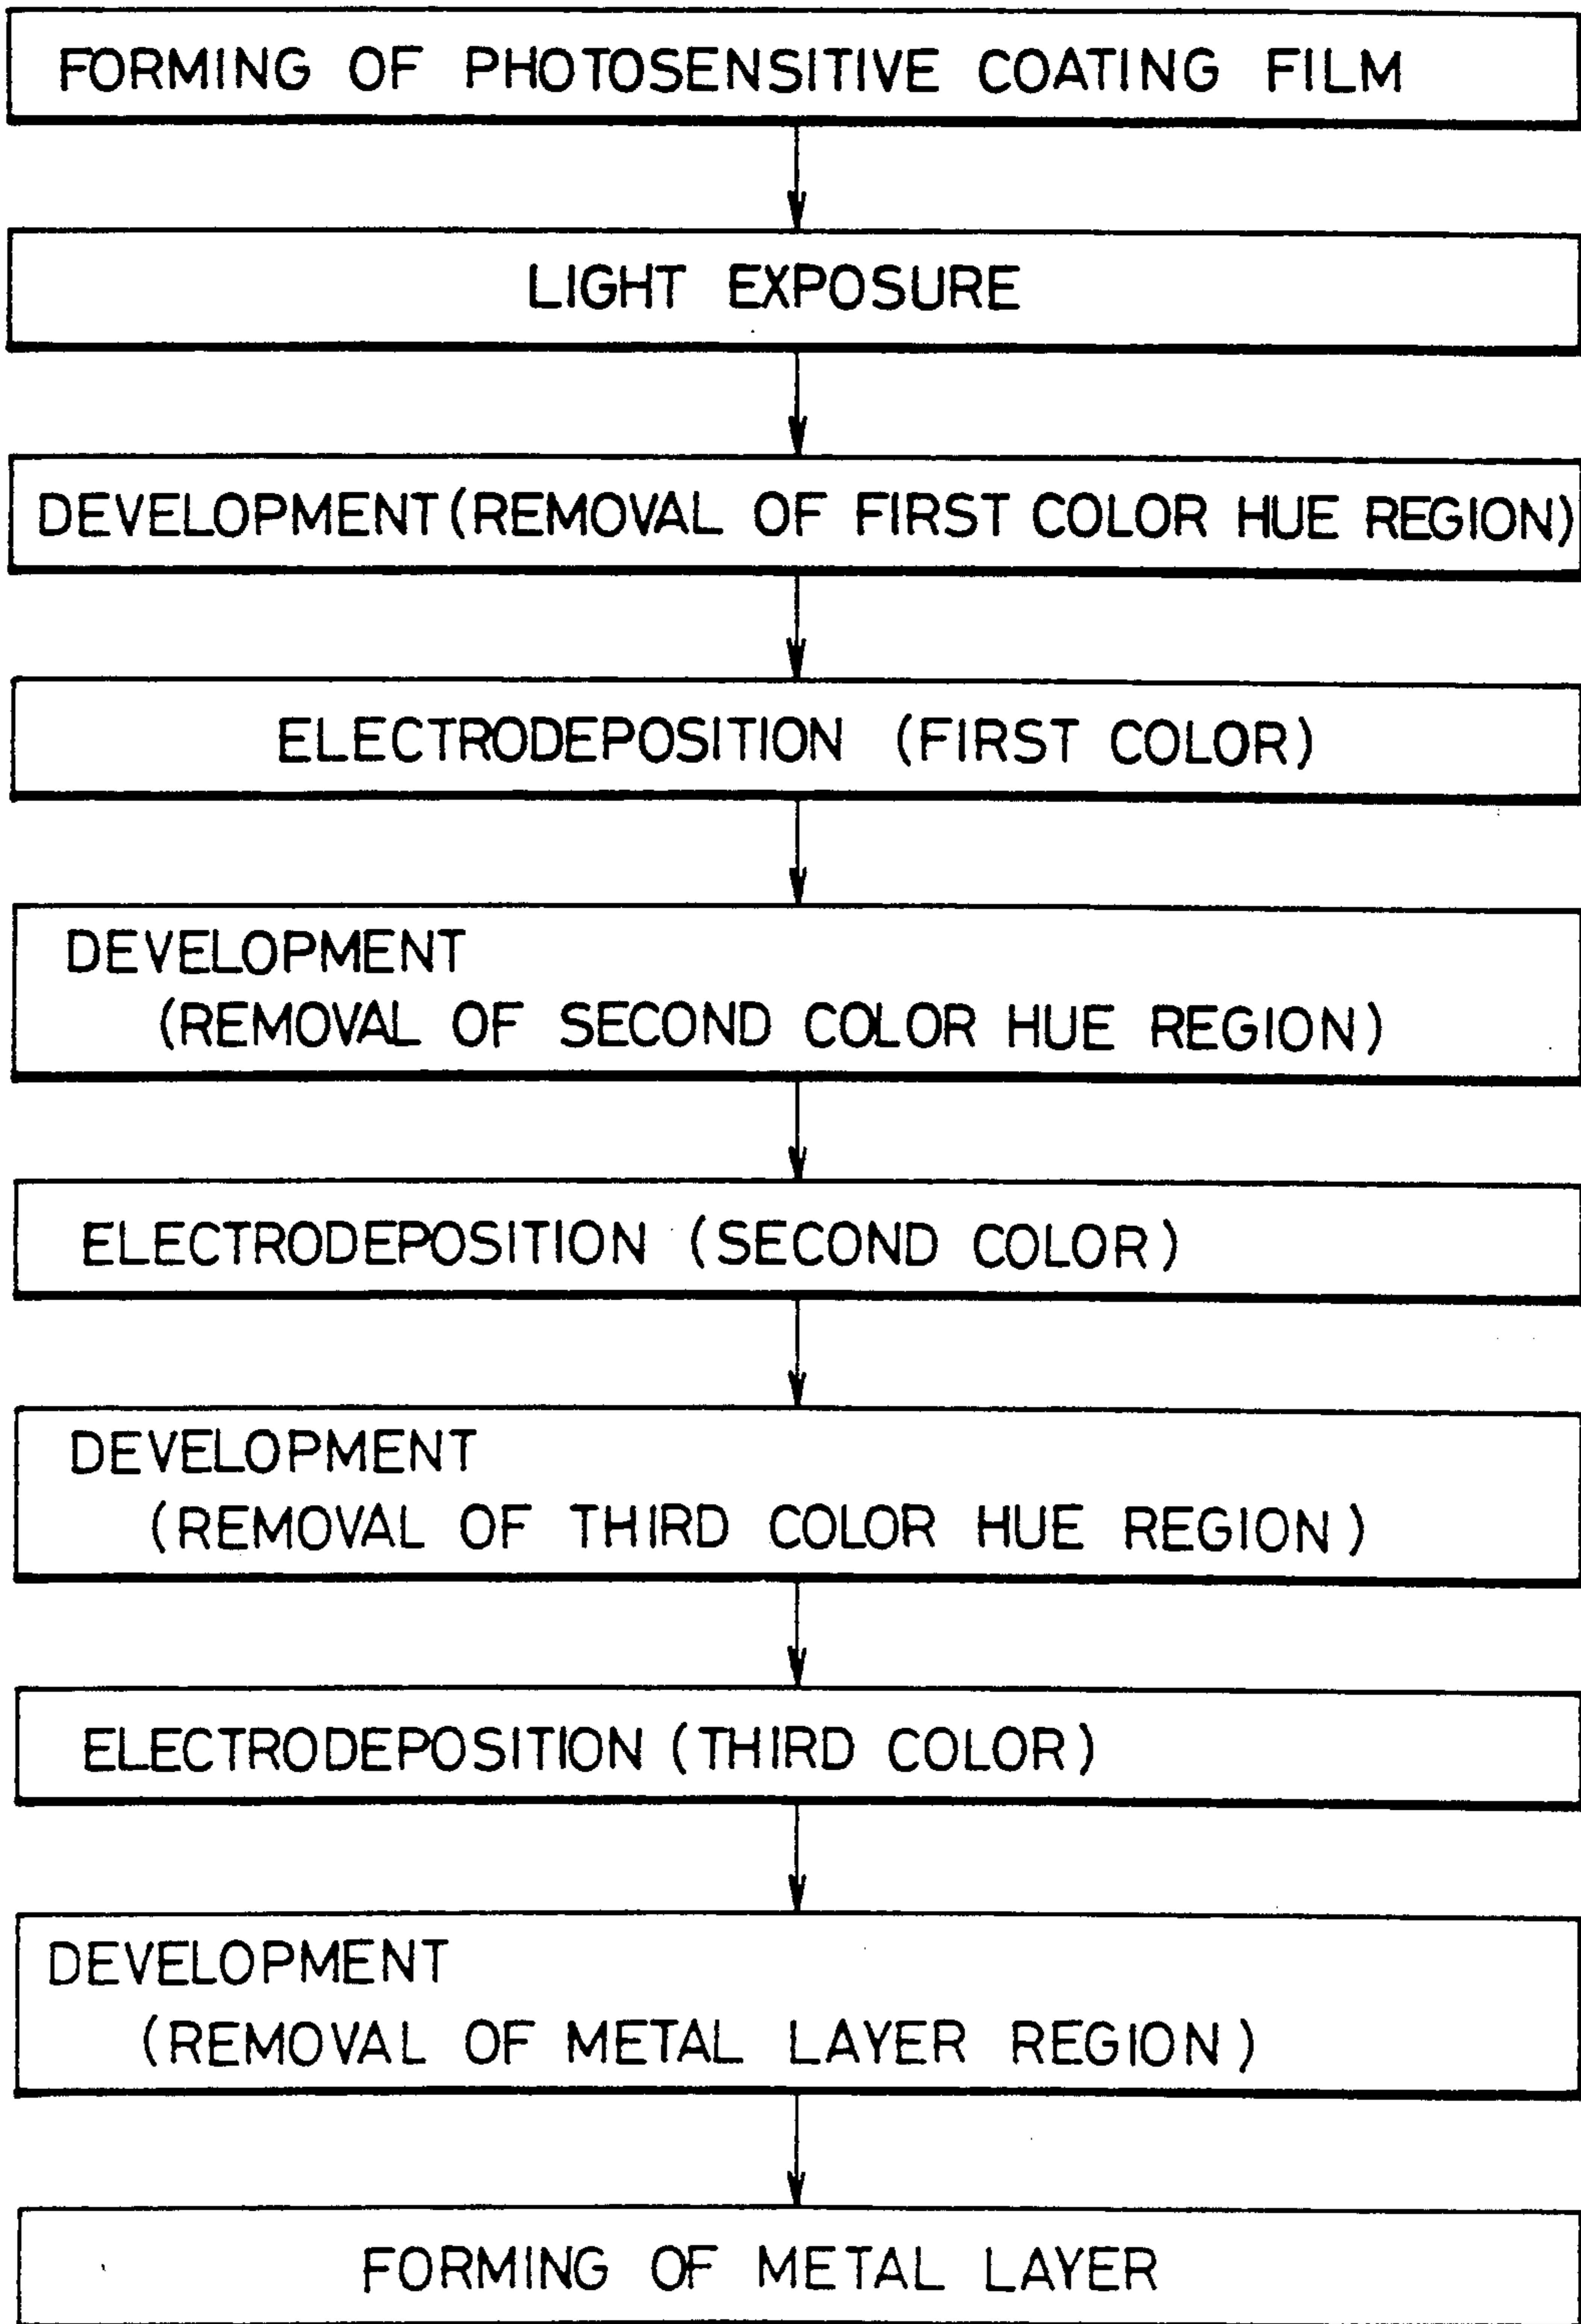 FORMING OF PHOTOSENSITIVE COATING FILM
LIGHT EXPOSURE
DEVELOPMENT (REMOVAL OF FIRST COLOR HUE REGION)
ELECTRODEPOSITION (FIRST COLOR)
DEVELOPMENT
(REMOVAL OF SECOND COLOR HUE REGION)
ELECTRODEPOSITION (SECOND COLOR)
DEVELOPMENT
(REMOVAL OF THIRD COLOR HUE REGION)
ELECTRODEPOSITION (THIRD COLOR)
DEVELOPMENT
(REMOVAL OF METAL LAYER REGION)
FORMING OF METAL LAYER